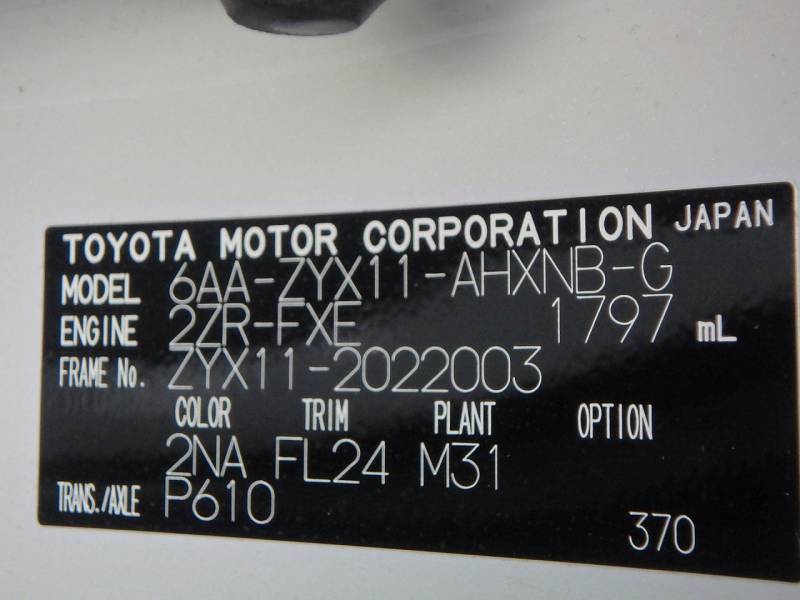 TOYOTA MOTOR CORPORATION JAPAN
MODEL 6AA-ZYX11-AHXNB-G
ENGINE 2ZR-FXE 1797 mL
FRAME No. ZYX11-2022003
COLOR TRIM PLANT OPTION
2NA FL24 M31
TRANS./AXLE P610
370